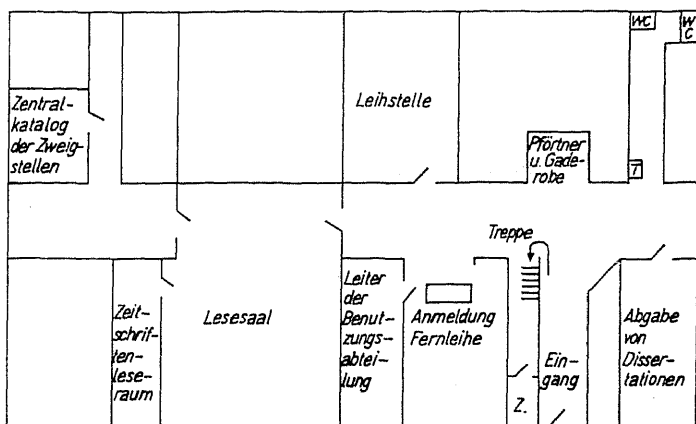 WC
W
C
Zentral-
katalog
der Zweig-
stellen
Leihstelle
Pförtner
u. Gade-
robe
T
Treppe
Zeit-
schrif-
ten-
lese-
raum
Lesesaal
Leiter
der
Benut-
zungs-
abtei-
lung
Anmeldung
Fernleihe
Z.
Ein-
gang
Abgabe
von
Disser-
tationen